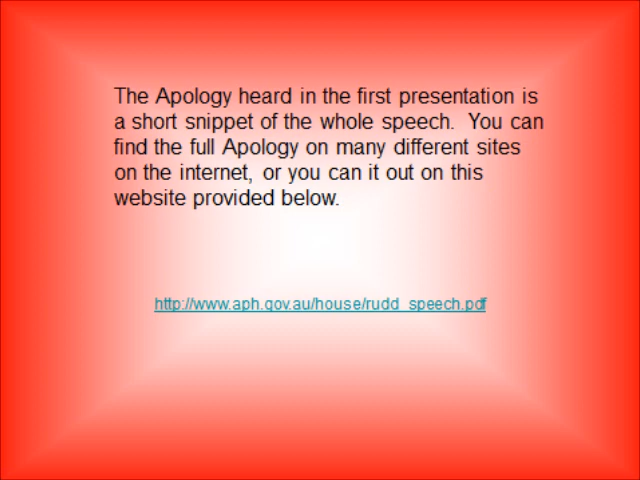 The Apology heard in the first presentation is
a short snippet of the whole speech.  You can
find the full Apology on many different sites
on the internet, or you can it out on this
website provided below.
http://www.aph.gov.au/house/rudd_speech.pdf